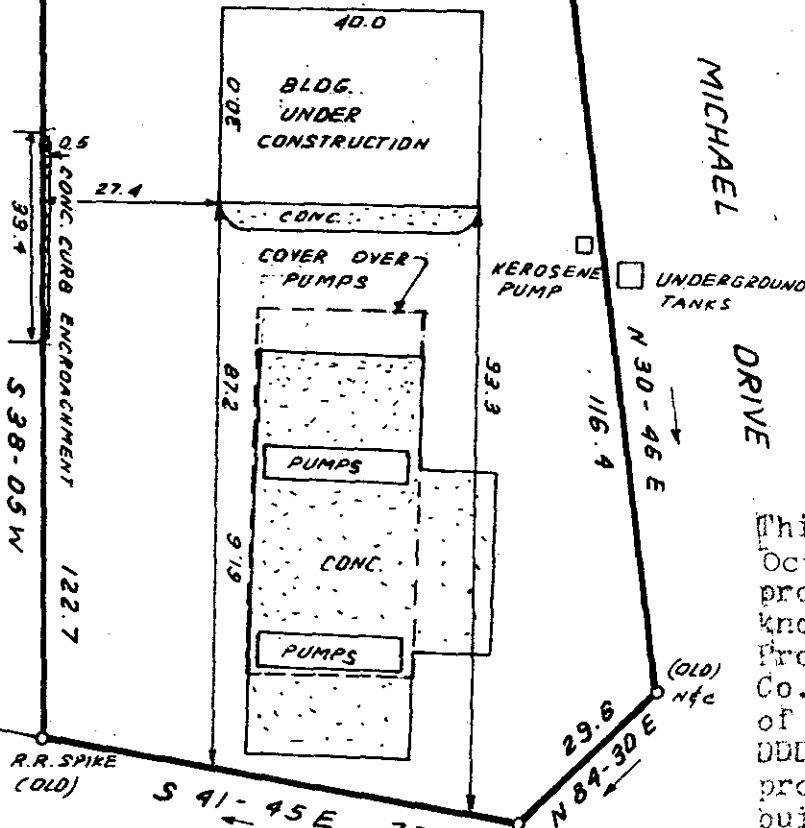 40.0
BLDG.
UNDER
CONSTRUCTION
30.0
MICHAEL
DRIVE
0.5
39.4
CONC. CURB ENCROACHMENT
27.4
CONC.
COVER OVER
PUMPS
KEROSENE
PUMP
UNDERGROUND
TANKS
N 30-46 E
116.4
87.2
93.3
S 38-05 W
122.7
PUMPS
61.9
CONC.
PUMPS
(OLD)
N&C
29.6
N 84-30 E
R.R. SPIKE
(OLD)
S 41-45 E
Thi
Oc
pro
kno
Pro
Co.
of
DDD
pro
bui